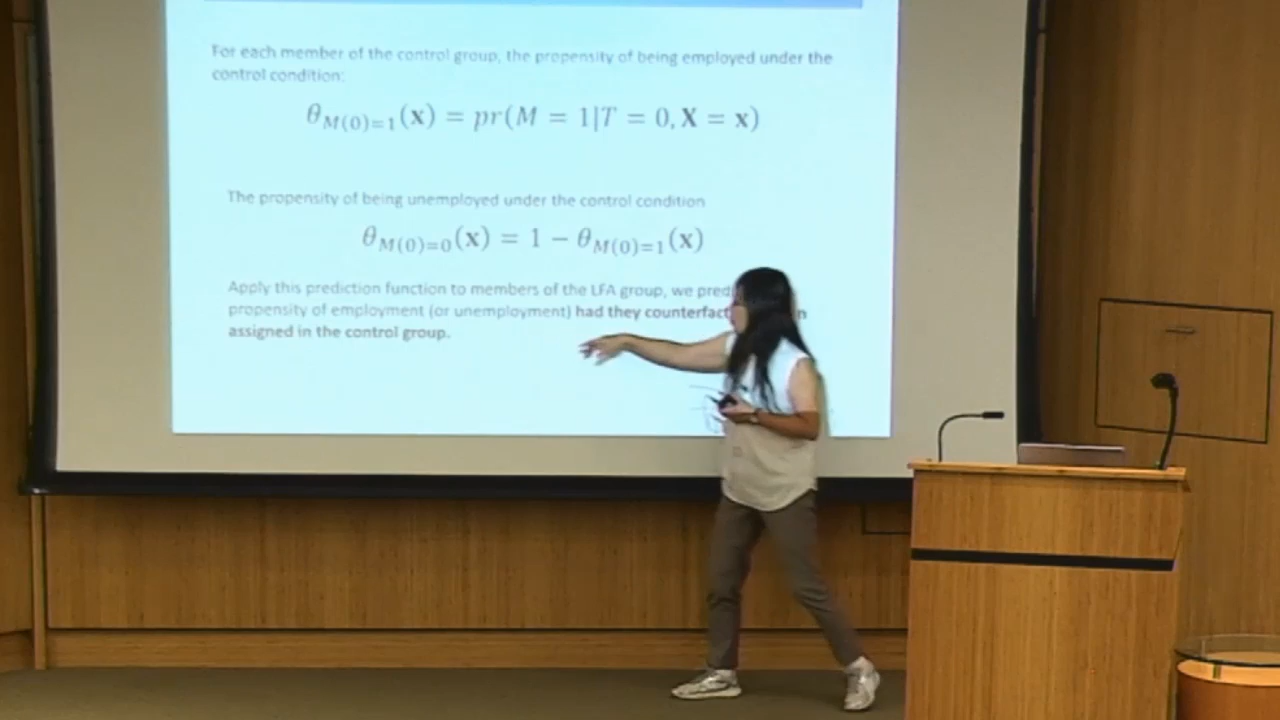 For each member of the control group, the propensity of being employed under the
control condition:
θ_{M(0)=1}(x) = pr(M = 1|T = 0, X = x)
The propensity of being unemployed under the control condition
θ_{M(0)=0}(x) = 1 − θ_{M(0)=1}(x)
Apply this prediction function to members of the LFA group, we
propensity of employment (or unemployment) had they
assigned in the control group.